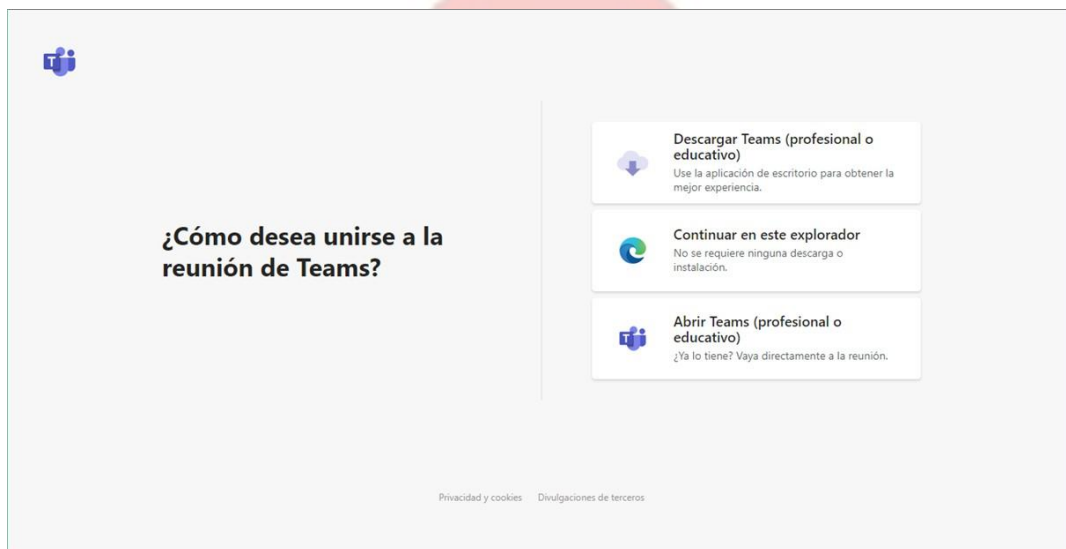 ¿Cómo desea unirse a la
reunión de Teams?
Descargar Teams (profesional o
educativo)
Use la aplicación de escritorio para obtener la
mejor experiencia.
Continuar en este explorador
No se requiere ninguna descarga o
instalación.
Abrir Teams (profesional o
educativo)
¿Ya lo tiene? Vaya directamente a la reunión.
Privacidad y cookies Divulgaciones de terceros